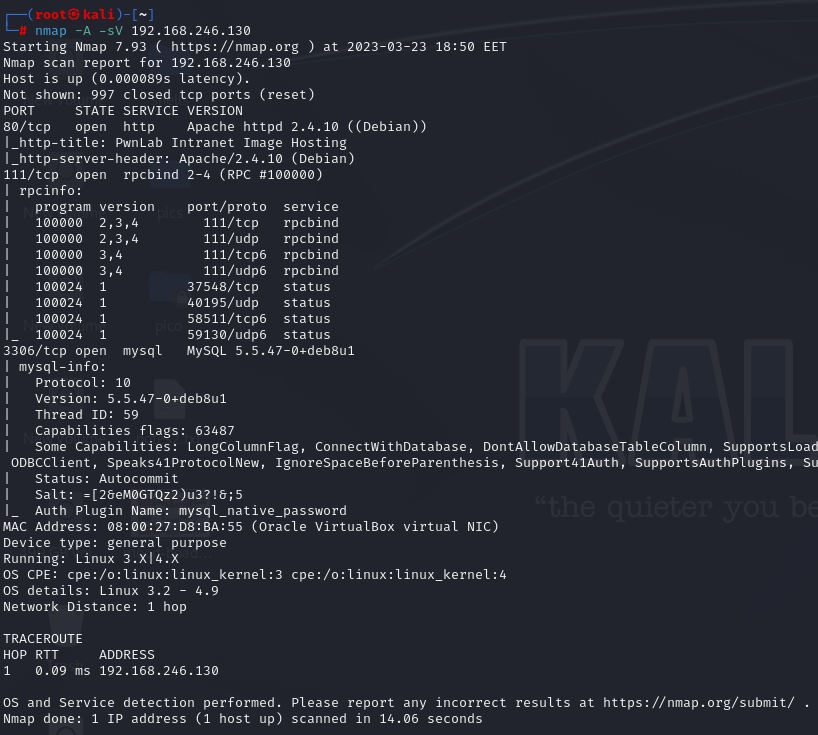 ┌──(root㉿kali)-[~]
└─# nmap -A -sV 192.168.246.130
Starting Nmap 7.93 ( https://nmap.org ) at 2023-03-23 18:50 EET
Nmap scan report for 192.168.246.130
Host is up (0.000089s latency).
Not shown: 997 closed tcp ports (reset)
PORT     STATE SERVICE VERSION
80/tcp   open  http    Apache httpd 2.4.10 ((Debian))
|_http-title: PwnLab Intranet Image Hosting
|_http-server-header: Apache/2.4.10 (Debian)
111/tcp  open  rpcbind 2-4 (RPC #100000)
| rpcinfo:
|   program version    port/proto  service
|   100000  2,3,4        111/tcp   rpcbind
|   100000  2,3,4        111/udp   rpcbind
|   100000  3,4          111/tcp6  rpcbind
|   100000  3,4          111/udp6  rpcbind
|   100024  1          37548/tcp   status
|   100024  1          40195/udp   status
|   100024  1          58511/tcp6  status
|_  100024  1          59130/udp6  status
3306/tcp open  mysql   MySQL 5.5.47-0+deb8u1
| mysql-info:
|   Protocol: 10
|   Version: 5.5.47-0+deb8u1
|   Thread ID: 59
|   Capabilities flags: 63487
|   Some Capabilities: LongColumnFlag, ConnectWithDatabase, DontAllowDatabaseTableColumn, SupportsLoad
ODBCClient, Speaks41ProtocolNew, IgnoreSpaceBeforeParenthesis, Support41Auth, SupportsAuthPlugins, Su
|   Status: Autocommit
|   Salt: =[2&eM0GTQz2)u3?!&;5
|_  Auth Plugin Name: mysql_native_password
MAC Address: 08:00:27:D8:BA:55 (Oracle VirtualBox virtual NIC)
Device type: general purpose
Running: Linux 3.X|4.X
OS CPE: cpe:/o:linux:linux_kernel:3 cpe:/o:linux:linux_kernel:4
OS details: Linux 3.2 - 4.9
Network Distance: 1 hop

TRACEROUTE
HOP RTT     ADDRESS
1   0.09 ms 192.168.246.130

OS and Service detection performed. Please report any incorrect results at https://nmap.org/submit/ .
Nmap done: 1 IP address (1 host up) scanned in 14.06 seconds
pics
pico
KAL
“the quieter you be